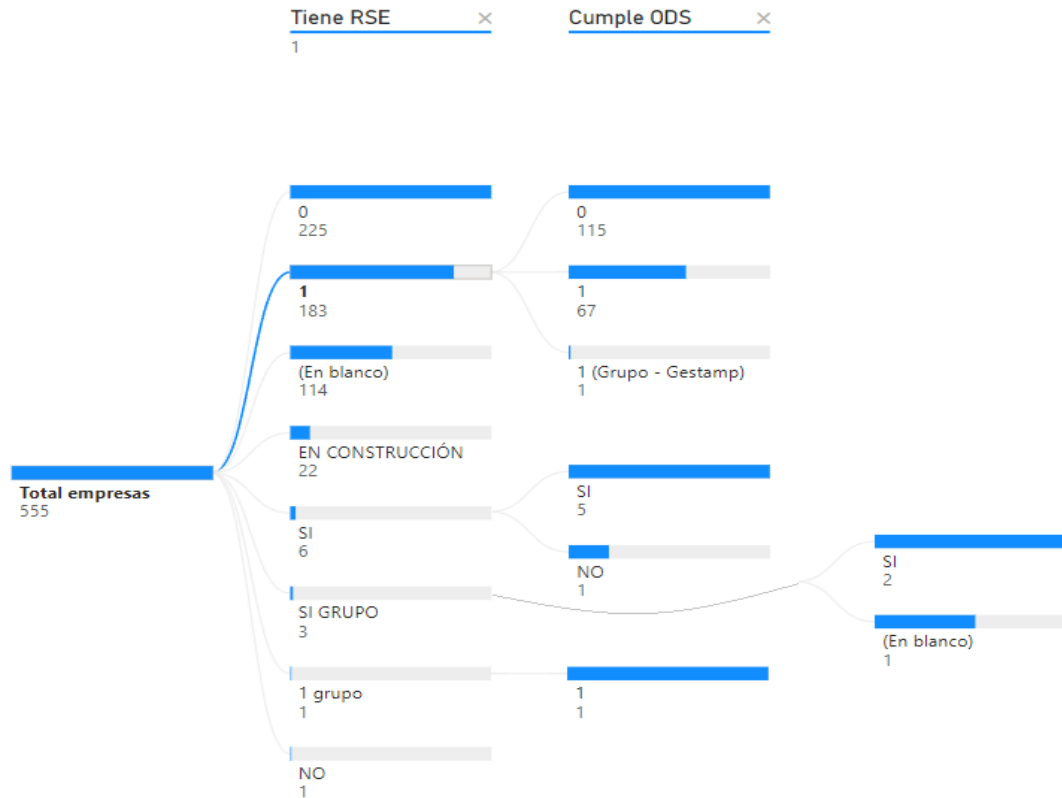 Tiene RSE ×
1
Cumple ODS ×
Total empresas
555
0
225
1
183
(En blanco)
114
EN CONSTRUCCIÓN
22
SI
6
SI GRUPO
3
1 grupo
1
NO
1
0
115
1
67
1 (Grupo - Gestamp)
1
SI
5
NO
1
1
1
SI
2
(En blanco)
1